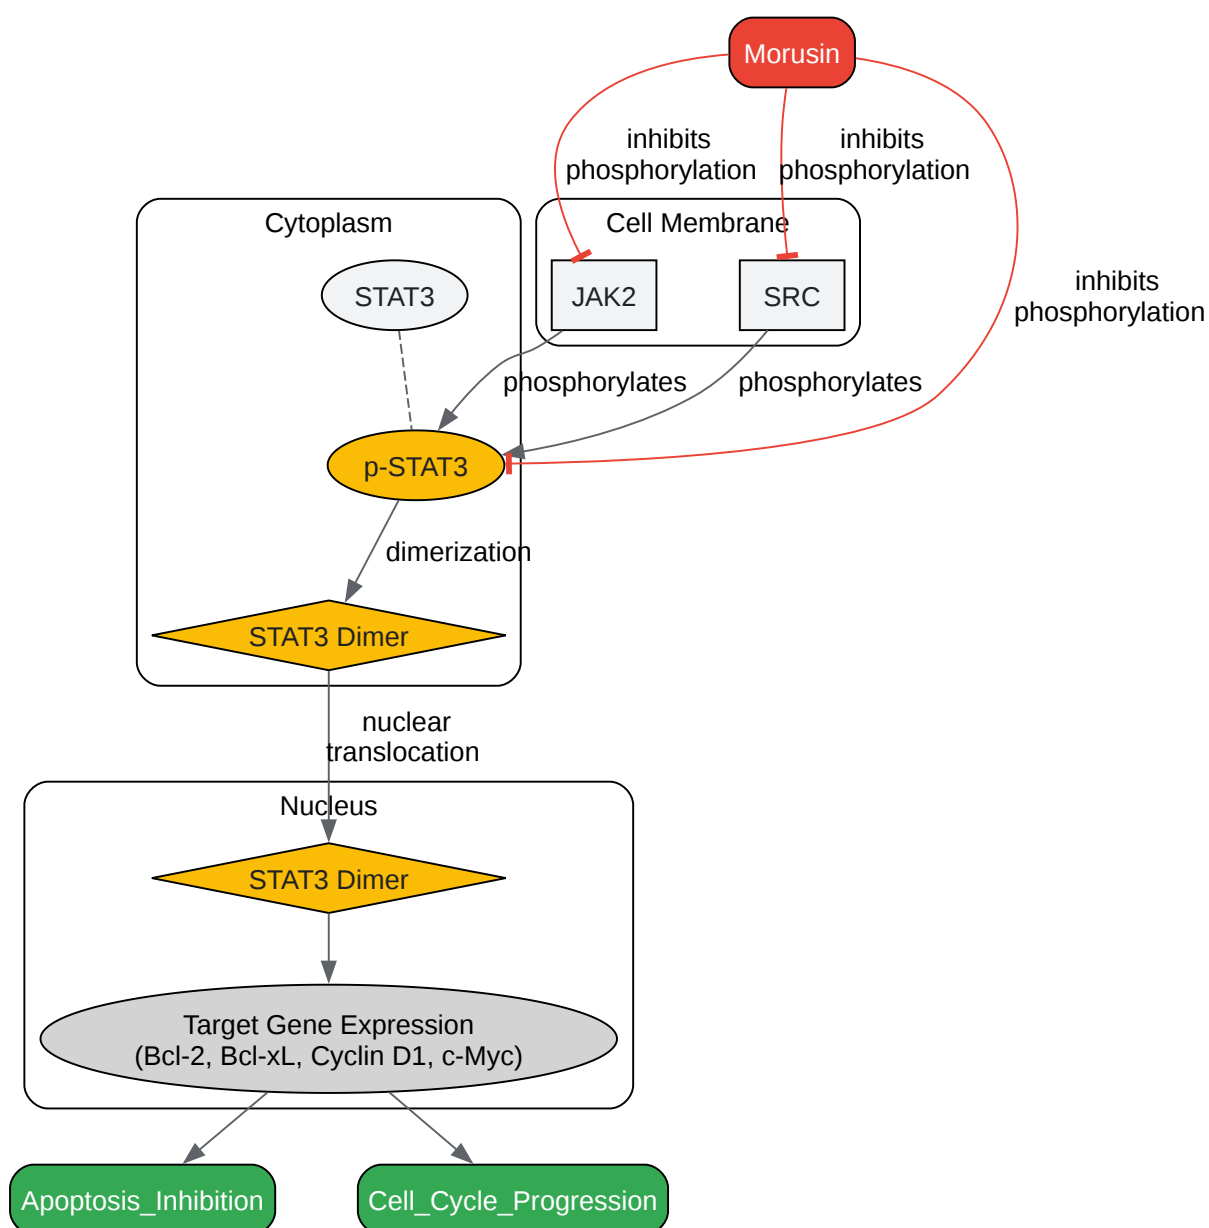 Morusin
inhibits
phosphorylation
inhibits
phosphorylation
Cytoplasm
Cell Membrane
STAT3
JAK2
SRC
inhibits
phosphorylation
phosphorylates
phosphorylates
p-STAT3
dimerization
STAT3 Dimer
nuclear
translocation
Nucleus
STAT3 Dimer
Target Gene Expression
(Bcl-2, Bcl-xL, Cyclin D1, c-Myc)
Apoptosis_Inhibition
Cell_Cycle_Progression